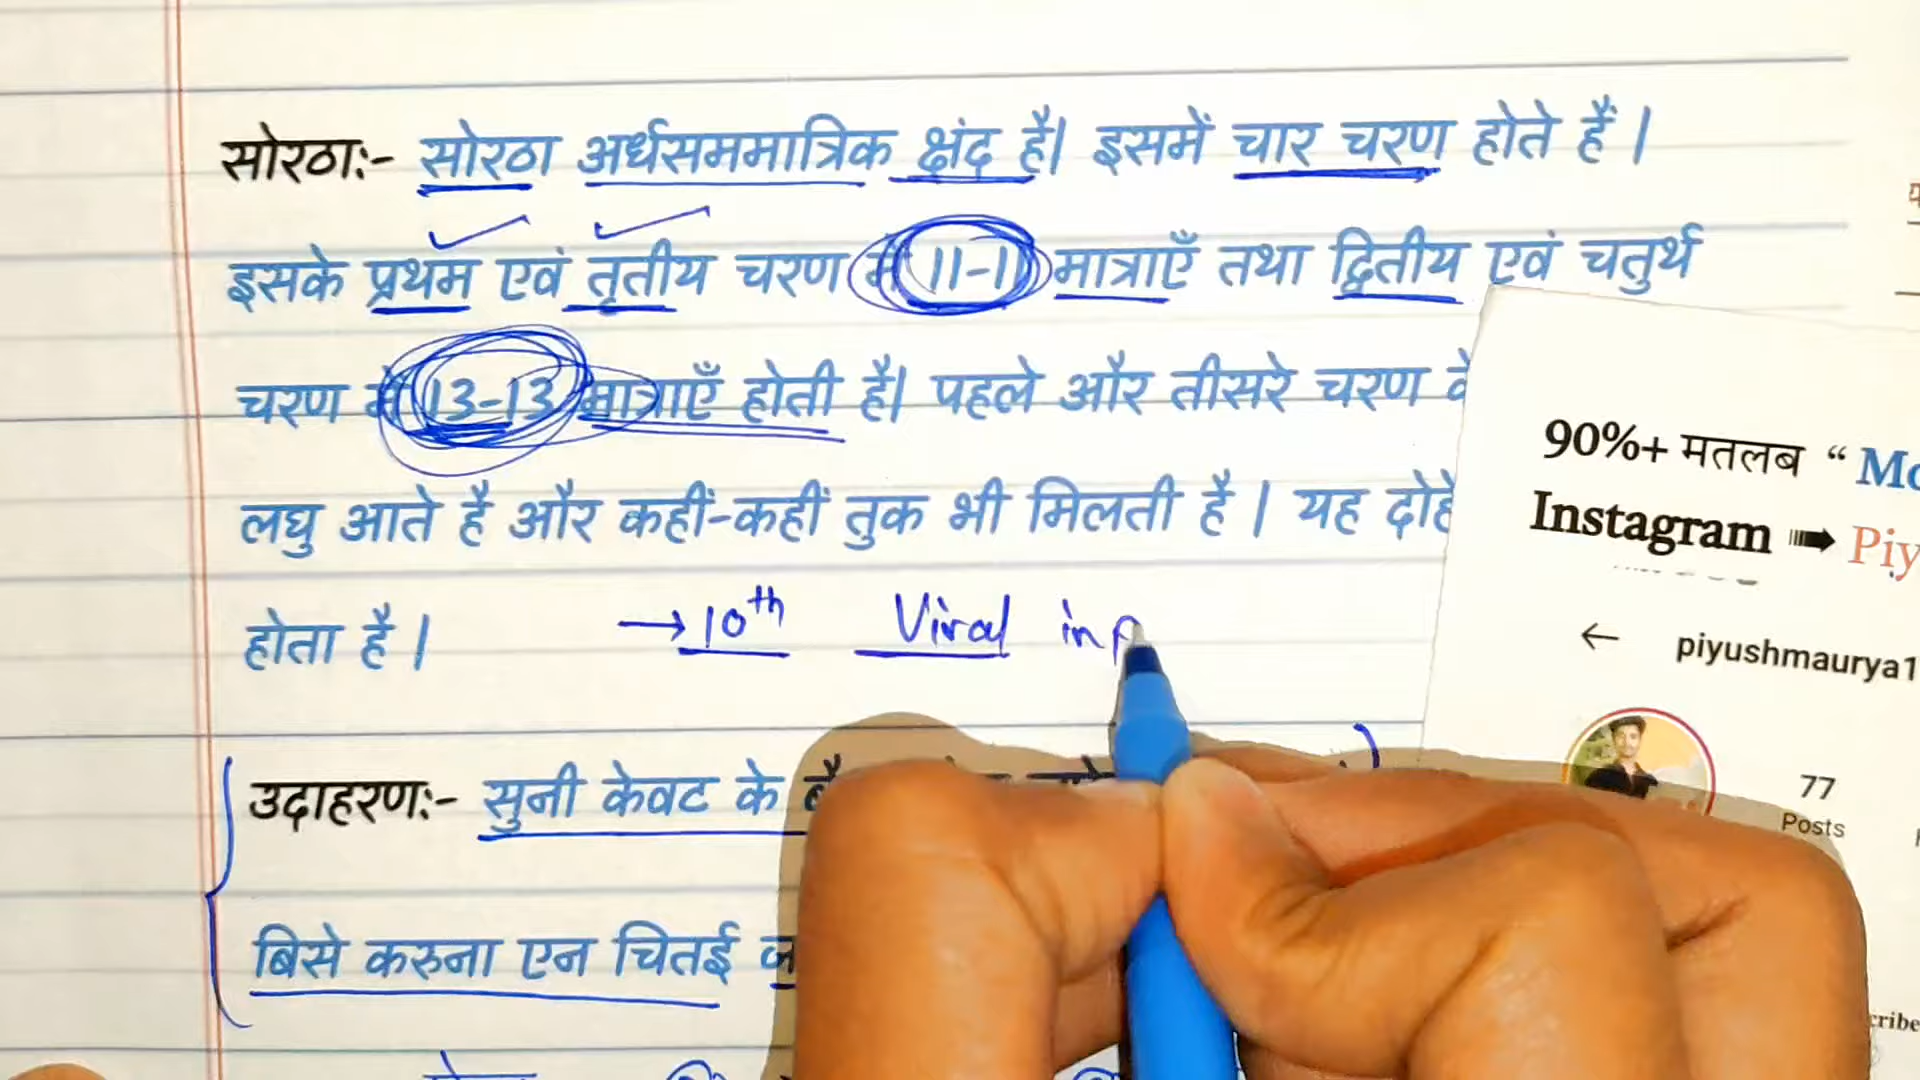 सोरठा:- सोरठा अर्धसममात्रिक क्षंद है। इसमें चार चरण होते हैं ।
इसके प्रथम एवं तृतीय चरण में 11-11 मात्राएँ तथा द्वितीय एवं चतुर्थ
चरण में 13-13 मात्राएँ होती है। पहले और तीसरे चरण के
लघु आते है और कहीं-कहीं तुक भी मिलती है । यह
होता है ।
→ 10th Viral
उदाहरण:- सुनी केवट के
बिसे करुना एन चितई
90%+ मतलब “
Instagram ➠
← piyushmaurya1
77
Posts